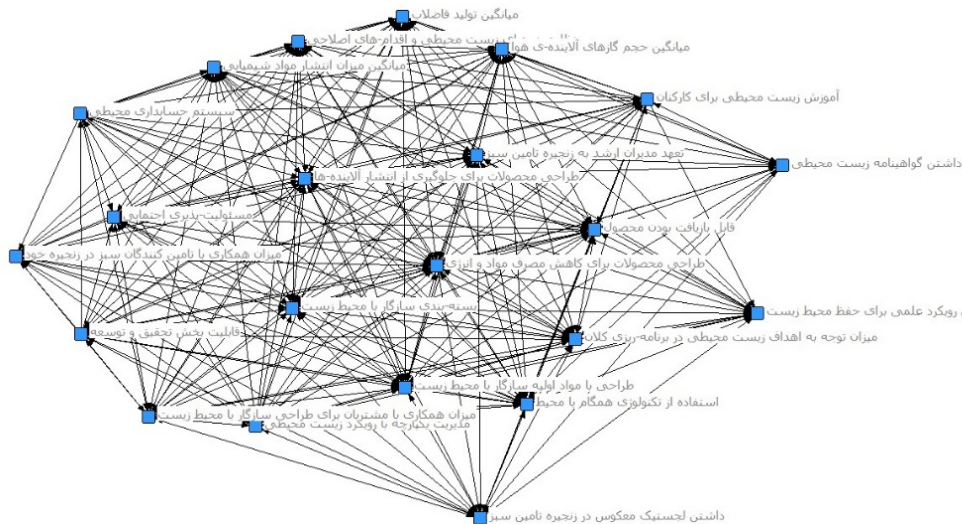 میانگین تولید فاضلاب
زیست محیطی و اقدام-های اصلاحی
میانگین حجم گازهای آلاینده-ی هوا
میانگین میزان انتشار مواد شیمیایی
آموزش زیست محیطی برای کارکنان
سیستم حسابداری محیطی
تعهد مدیران ارشد به زنجیره تامین سبز
داشتن گواهینامه زیست محیطی
طراحی محصولات برای جلوگیری از انتشار آلاینده-ها
مسئولیت-پذیری اجتماعی
قابل بازیافت بودن محصول
میزان همکاری با تامین کنندگان سبز در زنجیره خود
طراحی محصولات برای کاهش مصرف مواد و انرژی
بسته-بندی سازگار با محیط زیست
رویکرد علمی برای حفظ محیط زیست
قابلیت بخش تحقیق و توسعه
میزان توجه به اهداف زیست محیطی در برنامه-ریزی کلان
طراحی با مواد اولیه سازگار با محیط زیست
استفاده از تکنولوژی همگام با محیط
میزان همکاری با مشتریان برای طراحی سازگار با محیط زیست
مدیریت یکپارچه با رویکرد زیست محیطی
داشتن لجستیک معکوس در زنجیره تامین سبز